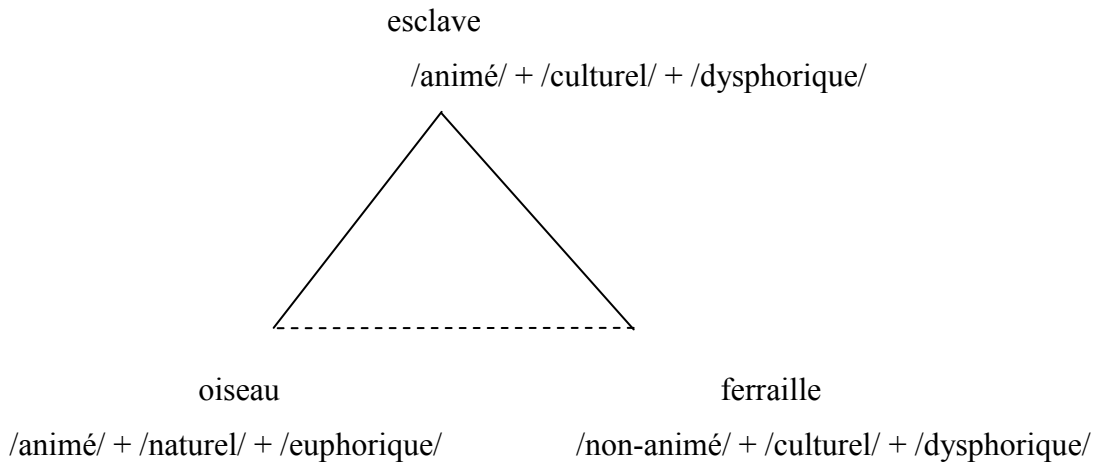 esclave
/animé/ + /culturel/ + /dysphorique/
oiseau ferraille
/animé/ + /naturel/ + /euphorique/ /non-animé/ + /culturel/ + /dysphorique/